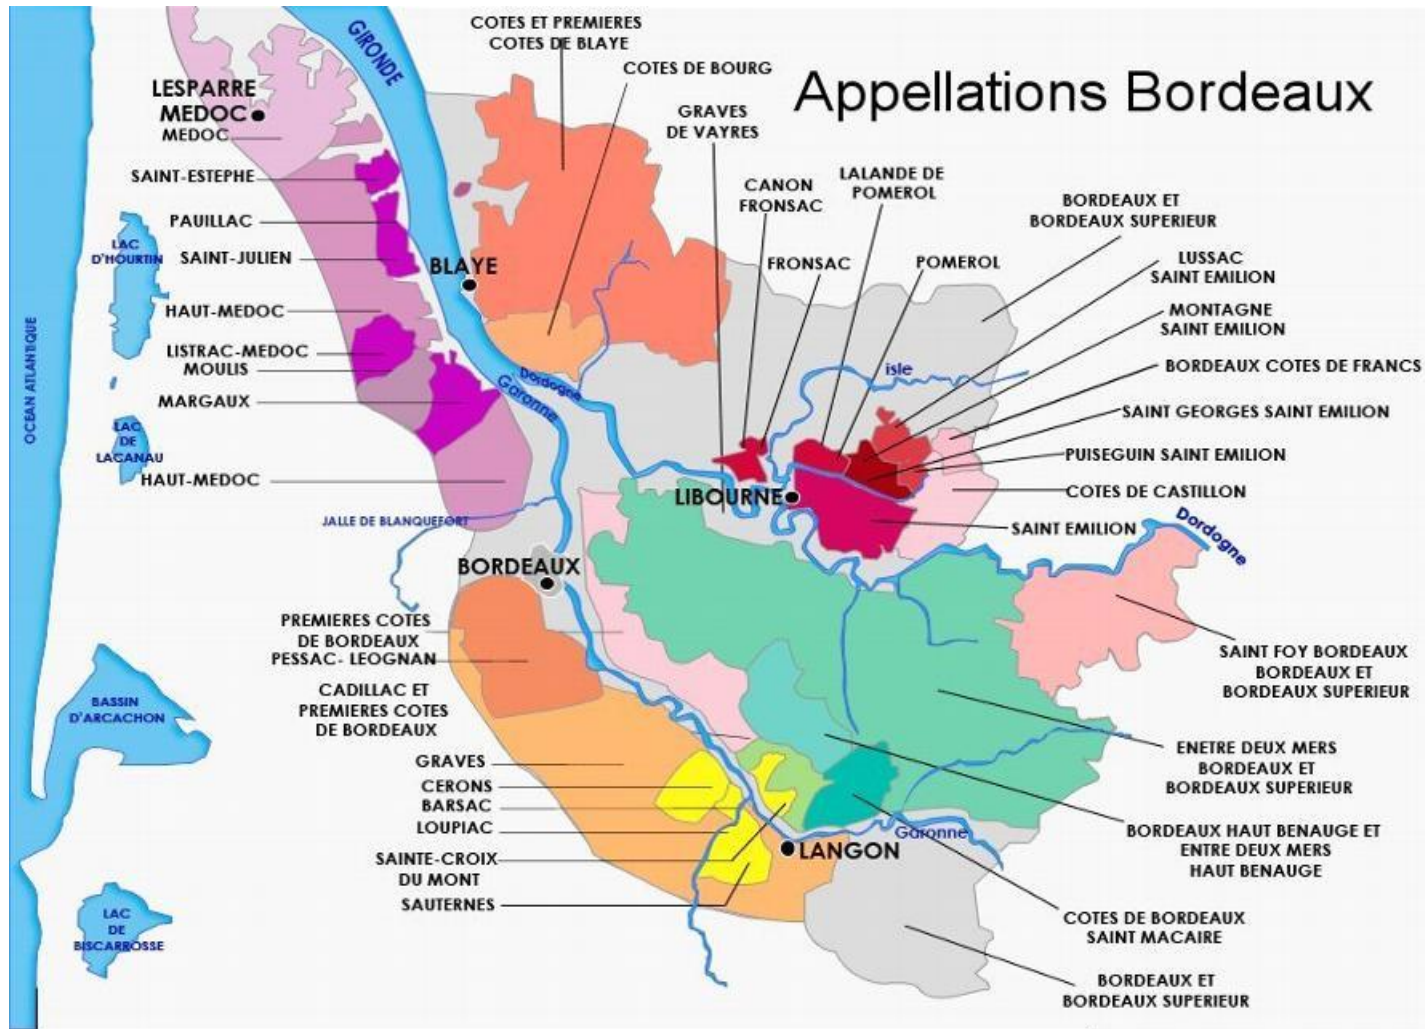 Appellations Bordeaux
GIRONDE
COTES ET PREMIERES
COTES DE BLAYE
COTES DE BOURG
GRAVES
DE VAYRES
LESPARRE
MEDOC
MEDOC
SAINT-ESTEPHE
PAUILLAC
SAINT-JULIEN
HAUT-MEDOC
LISTRAC-MEDOC
MOULIS
MARGAUX
HAUT-MEDOC
LAC
D'HOURTIN
OCEAN ATLANTIQUE
LAC
DE
LACANAU
BLAYE
CANON
FRONSAC
LALANDE DE
POMEROL
FRONSAC
POMEROL
BORDEAUX ET
BORDEAUX SUPERIEUR
LUSSAC
SAINT EMILION
MONTAGNE
SAINT EMILION
BORDEAUX COTES DE FRANCS
SAINT GEORGES SAINT EMILION
PUISEGUIN SAINT EMILION
COTES DE CASTILLON
SAINT EMILION
Dordogne
Garonne
isle
LIBOURNE
Dordogne
JALLE DE BLANQUEFORT
BORDEAUX
PREMIERES COTES
DE BORDEAUX
PESSAC- LEOGNAN
CADILLAC ET
PREMIERES COTES
DE BORDEAUX
GRAVES
CERONS
BARSAC
LOUPIAC
SAINTE-CROIX
DU MONT
SAUTERNES
BASSIN
D'ARCACHON
LAC
DE
BISCARROSSE
LANGON
Garonne
SAINT FOY BORDEAUX
BORDEAUX ET
BORDEAUX SUPERIEUR
ENETRE DEUX MERS
BORDEAUX ET
BORDEAUX SUPERIEUR
BORDEAUX HAUT BENAUGE ET
ENTRE DEUX MERS
HAUT BENAUGE
COTES DE BORDEAUX
SAINT MACAIRE
BORDEAUX ET
BORDEAUX SUPERIEUR